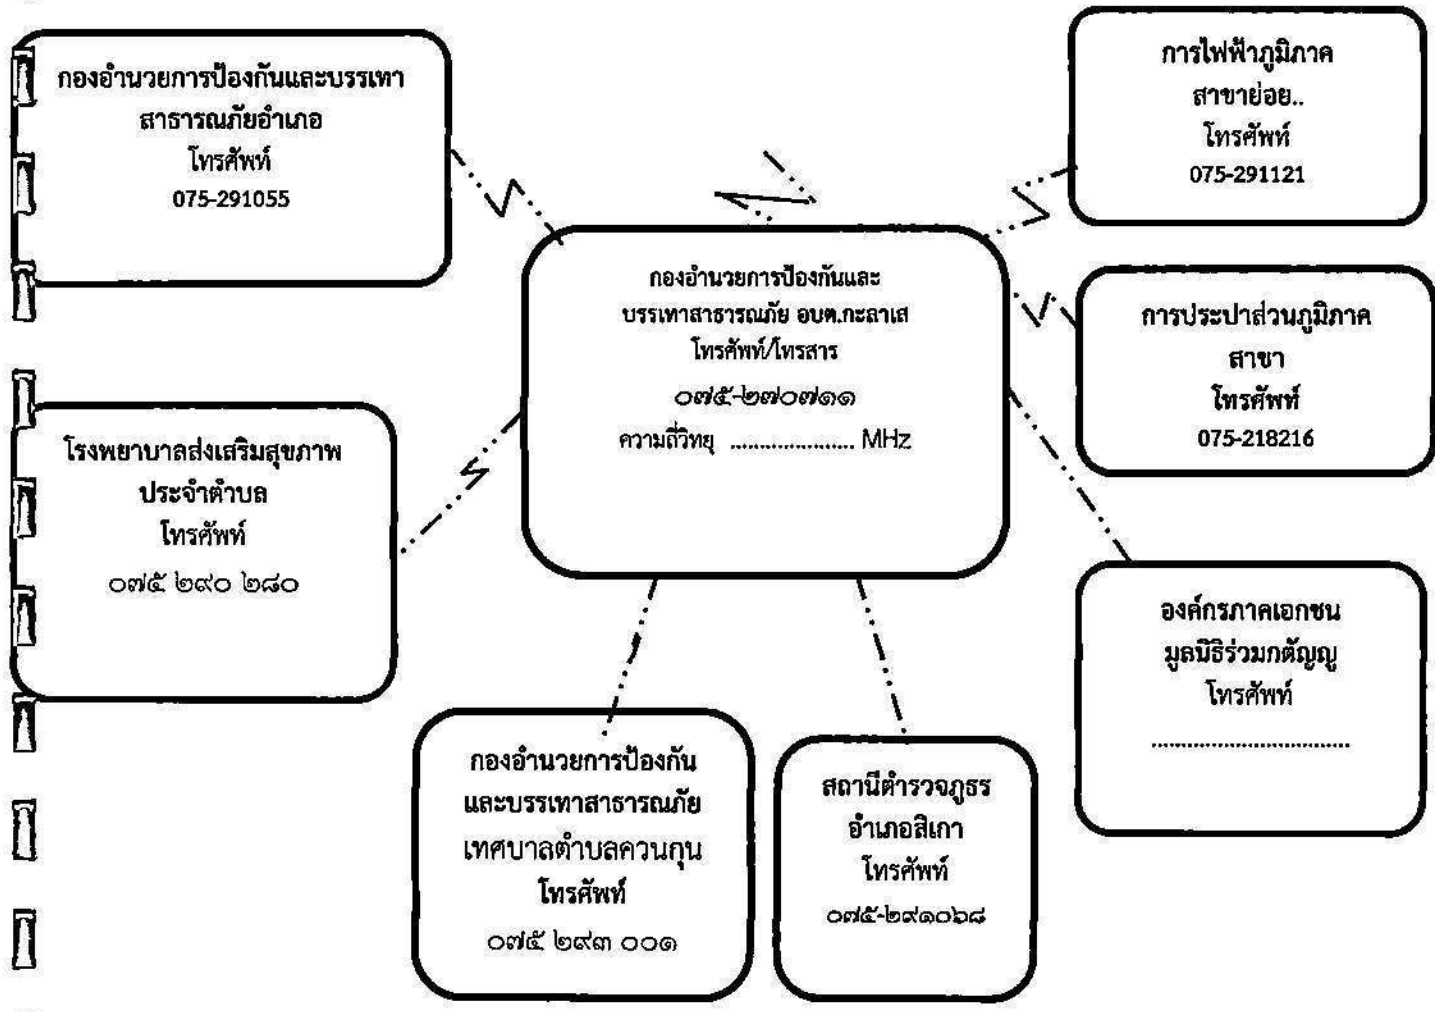 กองอำนวยการป้องกันและบรรเทา
สาธารณภัยอำเภอ
โทรศัพท์
075-291055
การไฟฟ้าภูมิภาค
สาขาย่อย..
โทรศัพท์
075-291121
กองอำนวยการป้องกันและ
บรรเทาสาธารณภัย อบต.กะลาเส
โทรศัพท์/โทรสาร
๐๗๕-๒๗๐๗๑๑
ความถี่วิทยุ ..................... MHz
การประปาส่วนภูมิภาค
สาขา
โทรศัพท์
075-218216
โรงพยาบาลส่งเสริมสุขภาพ
ประจำตำบล
โทรศัพท์
๐๗๕ ๒๙๐ ๒๘๐
องค์กรภาคเอกชน
มูลนิธิร่วมกตัญญู
โทรศัพท์
.................................
กองอำนวยการป้องกัน
และบรรเทาสาธารณภัย
เทศบาลตำบลควนกุน
โทรศัพท์
๐๗๕ ๒๙๓ ๐๐๑
สถานีตำรวจภูธร
อำเภอสิเกา
โทรศัพท์
๐๗๕-๒๙๑๐๖๘